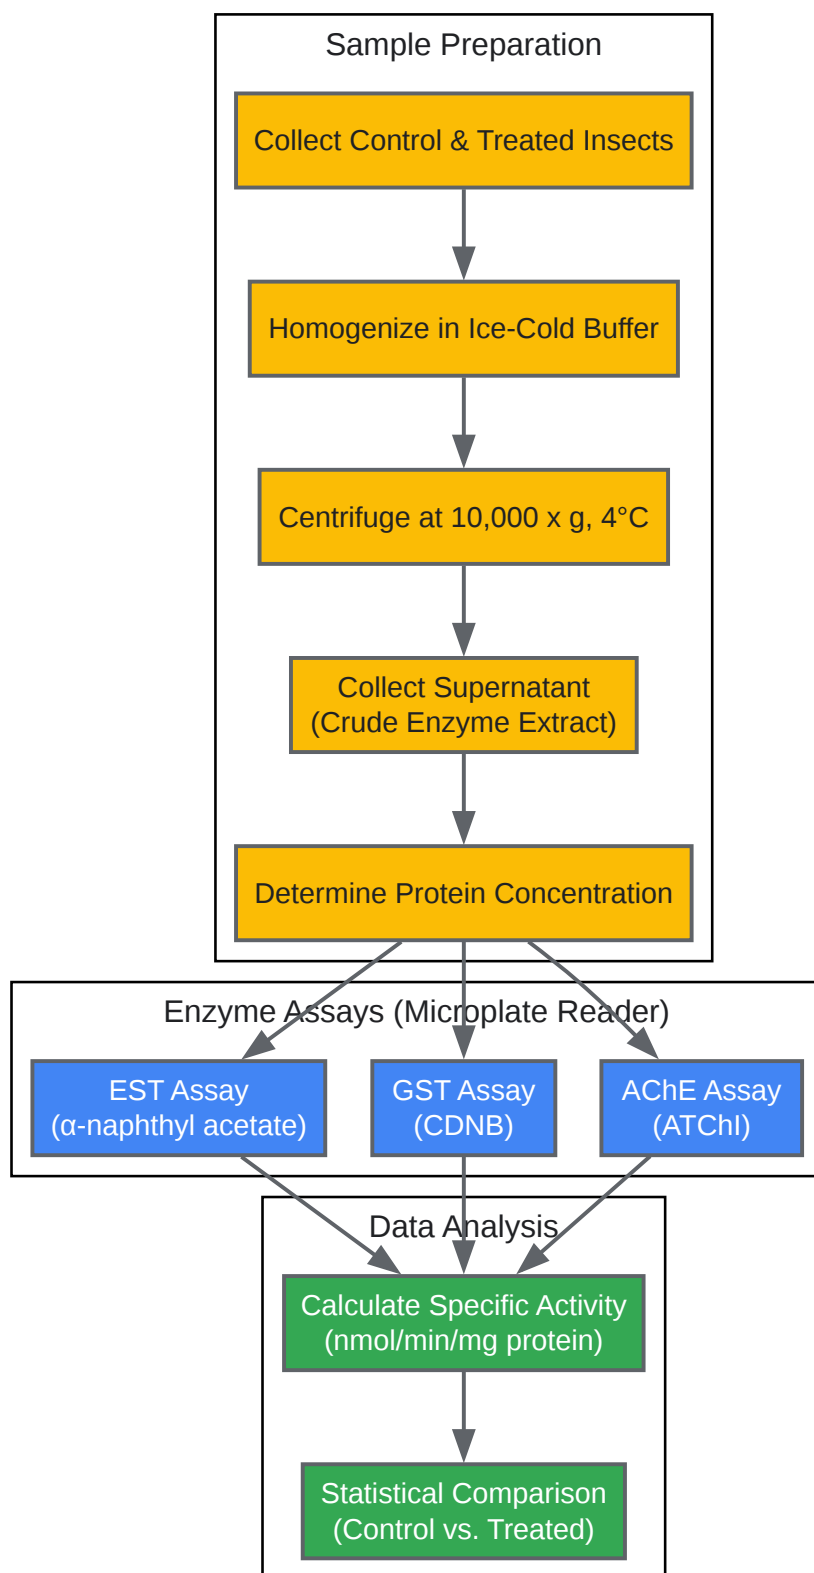 Sample Preparation
Collect Control & Treated Insects
Homogenize in Ice-Cold Buffer
Centrifuge at 10,000 x g, 4°C
Collect Supernatant
(Crude Enzyme Extract)
Determine Protein Concentration
Enzyme Assays (Microplate Reader)
EST Assay
(α-naphthyl acetate)
GST Assay
(CDNB)
AChE Assay
(ATChI)
Data Analysis
Calculate Specific Activity
(nmol/min/mg protein)
Statistical Comparison
(Control vs. Treated)